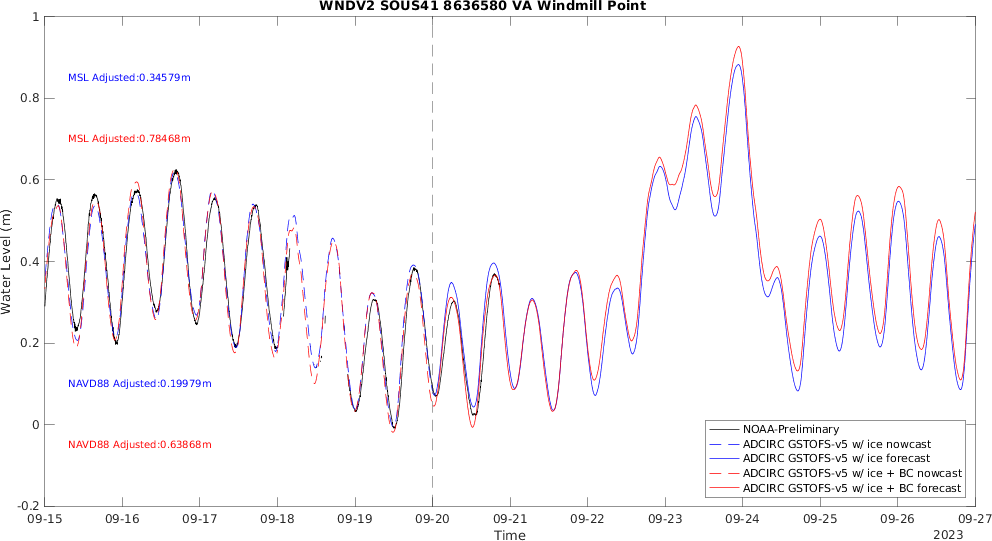 WNDV2 SOUS41 8636580 VA Windmill Point
1
0.8
0.6
0.4
0.2
0
-0.2
Water Level (m)
MSL Adjusted:0.34579m
MSL Adjusted:0.78468m
NAVD88 Adjusted:0.19979m
NAVD88 Adjusted:0.63868m
NOAA-Preliminary
ADCIRC GSTOFS-v5 w/ ice nowcast
ADCIRC GSTOFS-v5 w/ ice forecast
ADCIRC GSTOFS-v5 w/ ice + BC nowcast
ADCIRC GSTOFS-v5 w/ ice + BC forecast
09-15 09-16 09-17 09-18 09-19 09-20 09-21 09-22 09-23 09-24 09-25 09-26 09-27
Time
2023